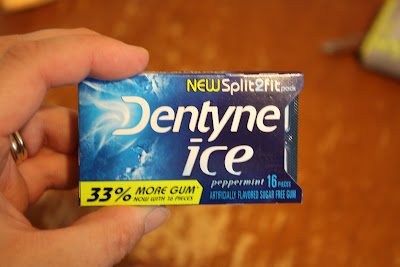 NEW Split2fit pack
Dentyne
ice
peppermint 16 PIECES
33% MORE GUM*
NOW WITH 16 PIECES
ARTIFICIALLY FLAVORED SUGAR FREE GUM